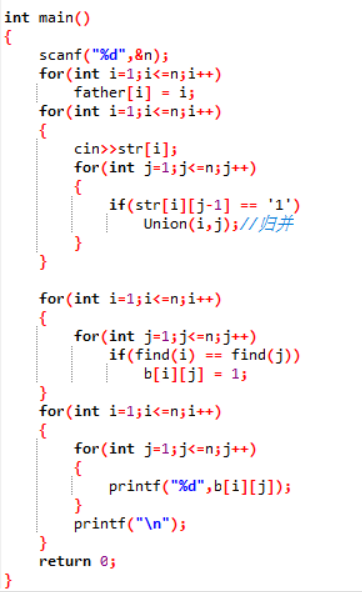 int main()
{
    scanf("%d",&n);
    for(int i=1;i<=n;i++)
        father[i] = i;
    for(int i=1;i<=n;i++)
    {
        cin>>str[i];
        for(int j=1;j<=n;j++)
        {
            if(str[i][j-1] == '1')
                Union(i,j);//归并
        }
    }

    for(int i=1;i<=n;i++)
    {
        for(int j=1;j<=n;j++)
            if(find(i) == find(j))
                b[i][j] = 1;
    }
    for(int i=1;i<=n;i++)
    {
        for(int j=1;j<=n;j++)
        {
            printf("%d",b[i][j]);
        }
        printf("\n");
    }
    return 0;
}